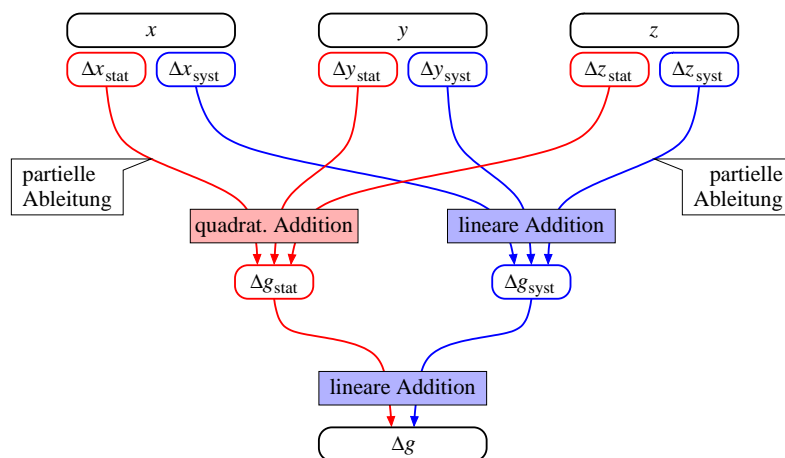 x y z
Δx_stat Δx_syst Δy_stat Δy_syst Δz_stat Δz_syst
partielle
Ableitung
partielle
Ableitung
quadrat. Addition lineare Addition
Δg_stat Δg_syst
lineare Addition
Δg